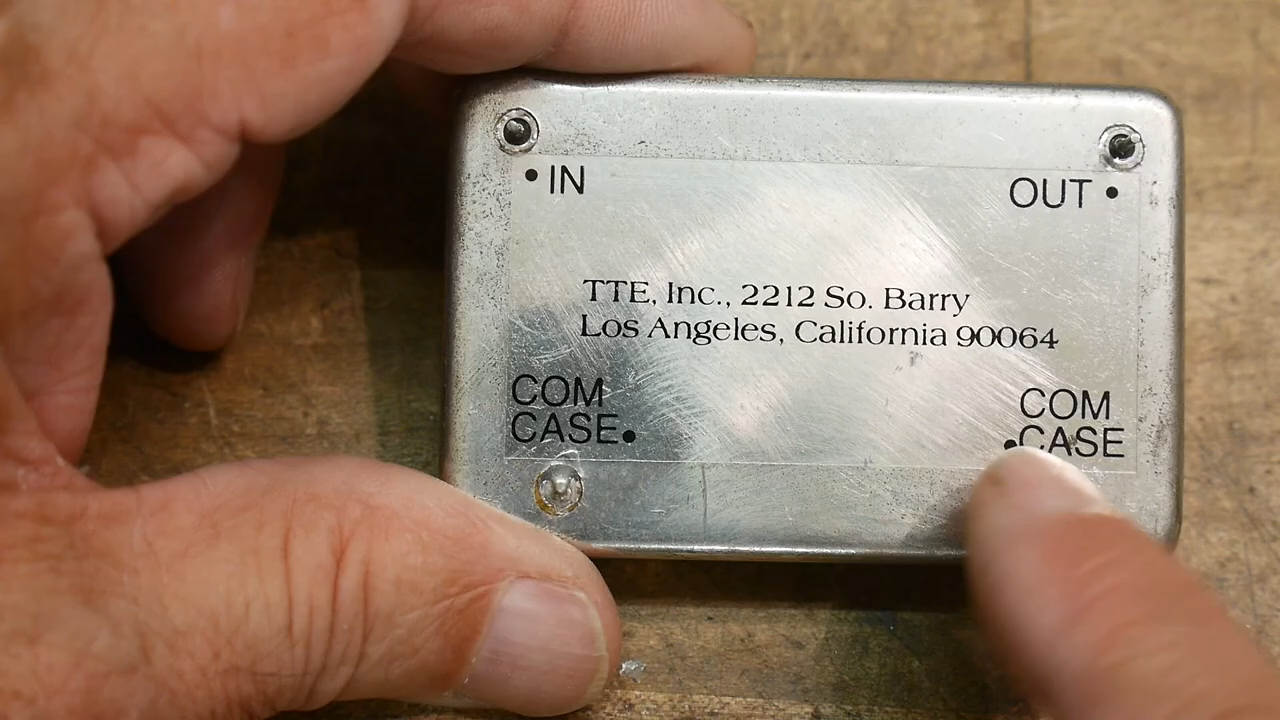 • IN
OUT •
TTE, Inc., 2212 So. Barry
Los Angeles, California 90064
COM
CASE•
COM
•CASE